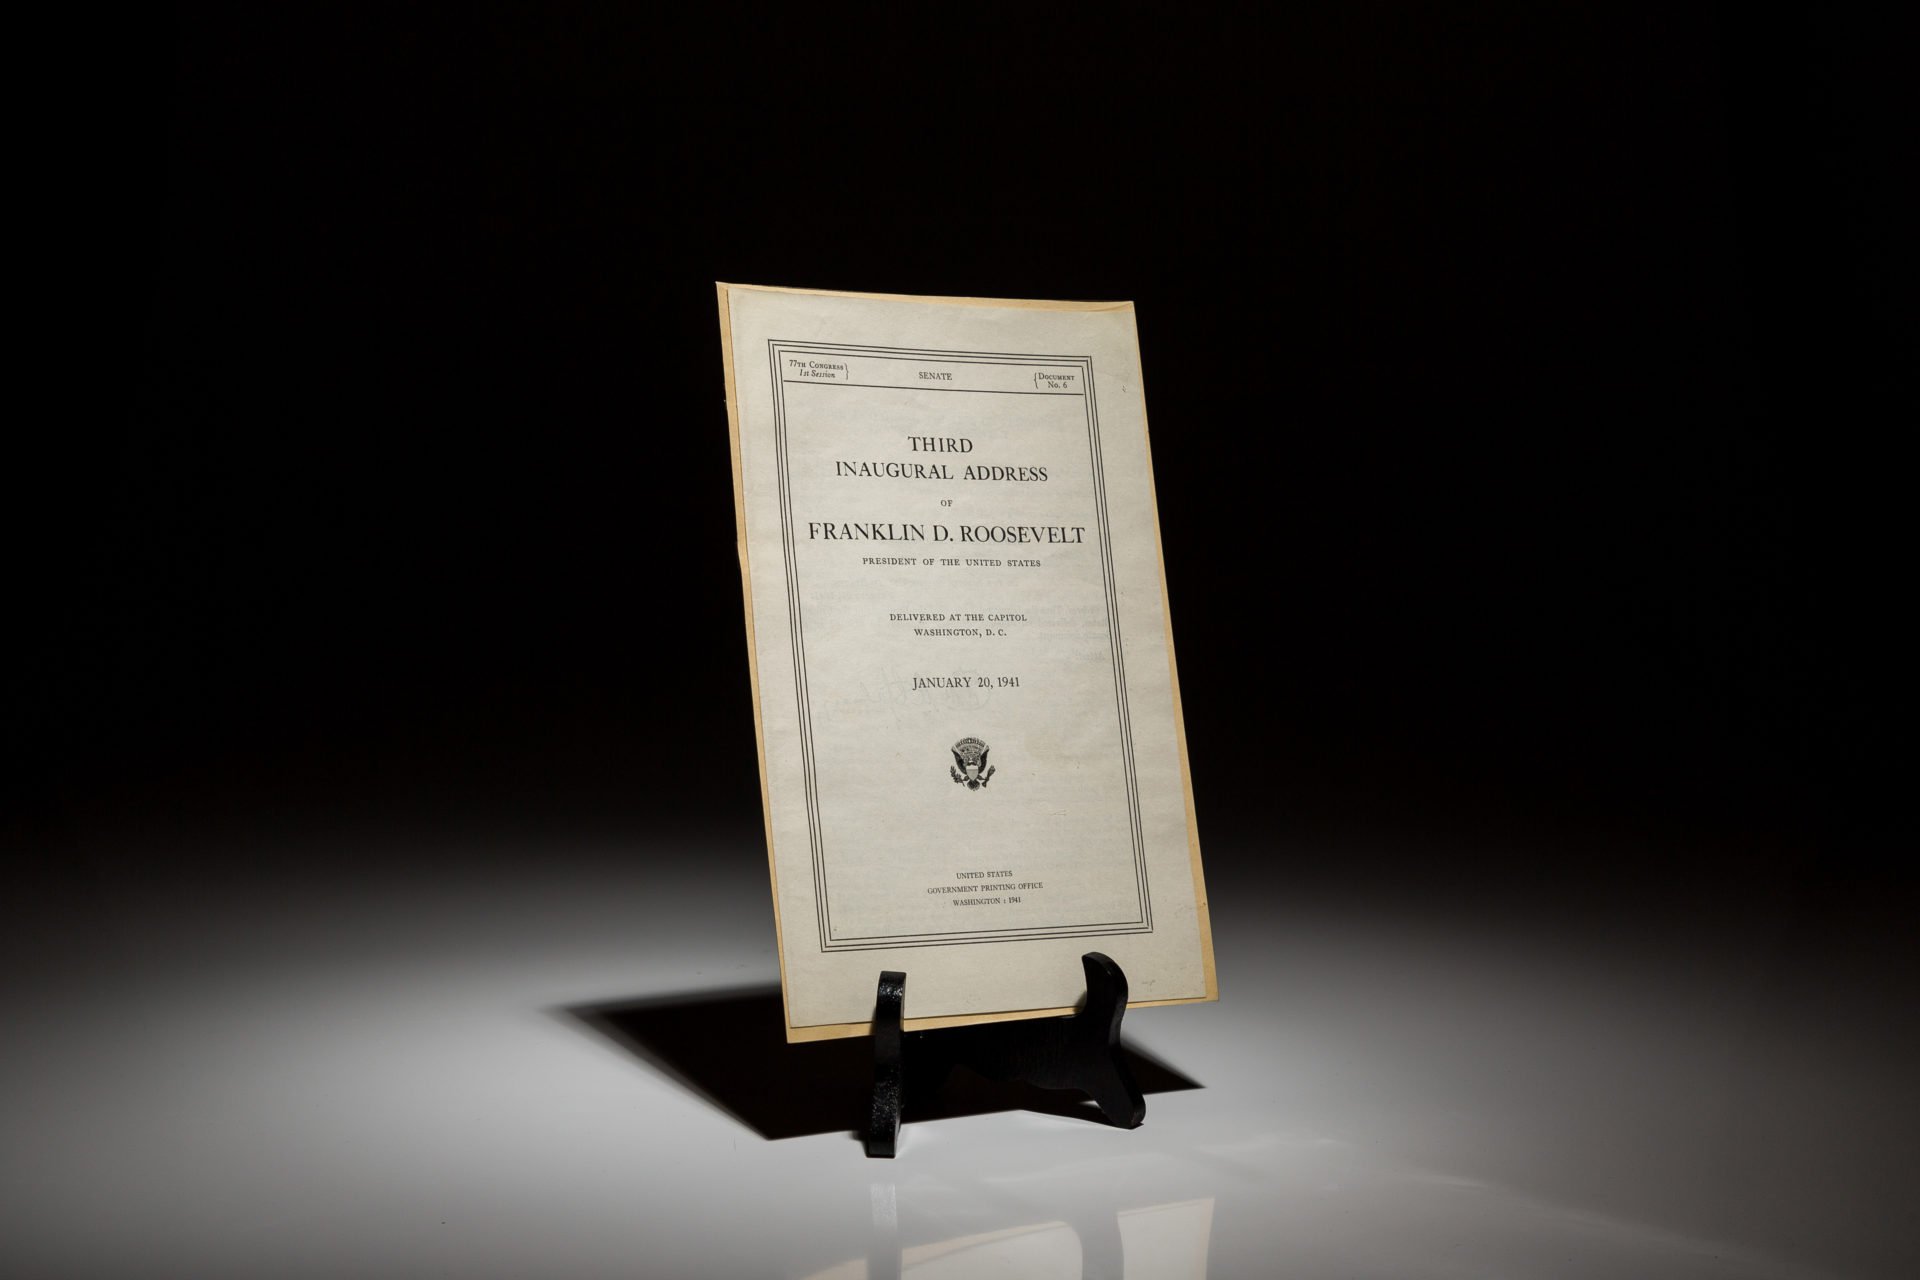 77TH CONGRESS }
1st Session
SENATE
{ DOCUMENT
No. 6
THIRD
INAUGURAL ADDRESS
OF
FRANKLIN D. ROOSEVELT
PRESIDENT OF THE UNITED STATES
DELIVERED AT THE CAPITOL
WASHINGTON, D. C.
JANUARY 20, 1941
UNITED STATES
GOVERNMENT PRINTING OFFICE
WASHINGTON : 1941